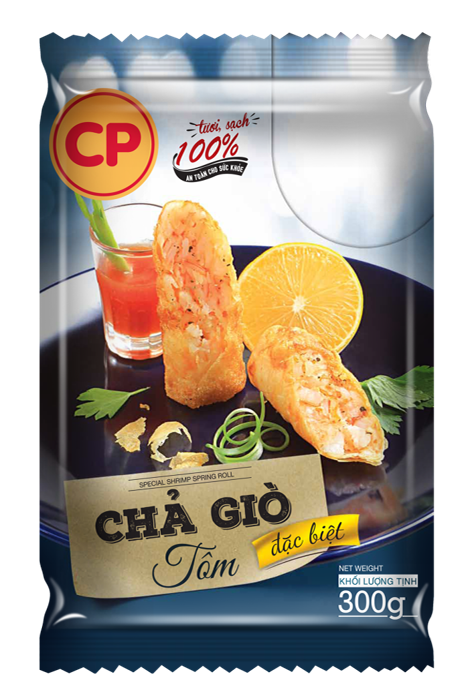 CP
tươi, sạch
100%
AN TOÀN CHO SỨC KHỎE
SPECIAL SHRIMP SPRING ROLL
CHẢ GIÒ
Tôm
đặc biệt
NET WEIGHT
KHỐI LƯỢNG TỊNH
300g